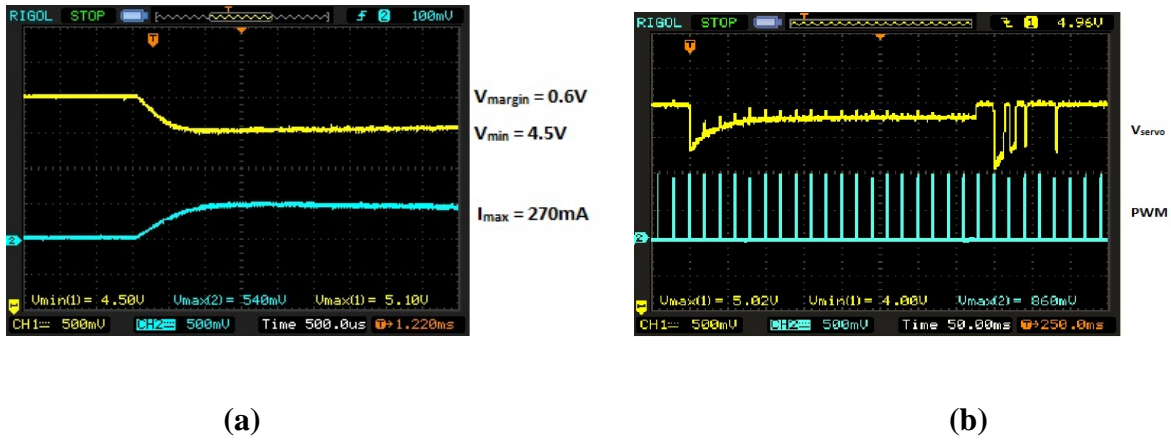 RIGOL STOP T f 2 100mV
T
Vmargin = 0.6V
Vmin = 4.5V
Imax = 270mA
2
Vmin(1)= 4.50V Vmax(2)= 540mV Vmax(1)= 5.10V
CH1 500mV CH2 500mV Time 500.0us T→1.220ms
(a)
RIGOL STOP T 1 4.96V
T
Vservo
PWM
2
Vmax(1)= 5.02V Vmin(1)= 4.00V Vmax(2)= 860mV
CH1 500mV CH2 500mV Time 50.00ms T→250.0ms
(b)